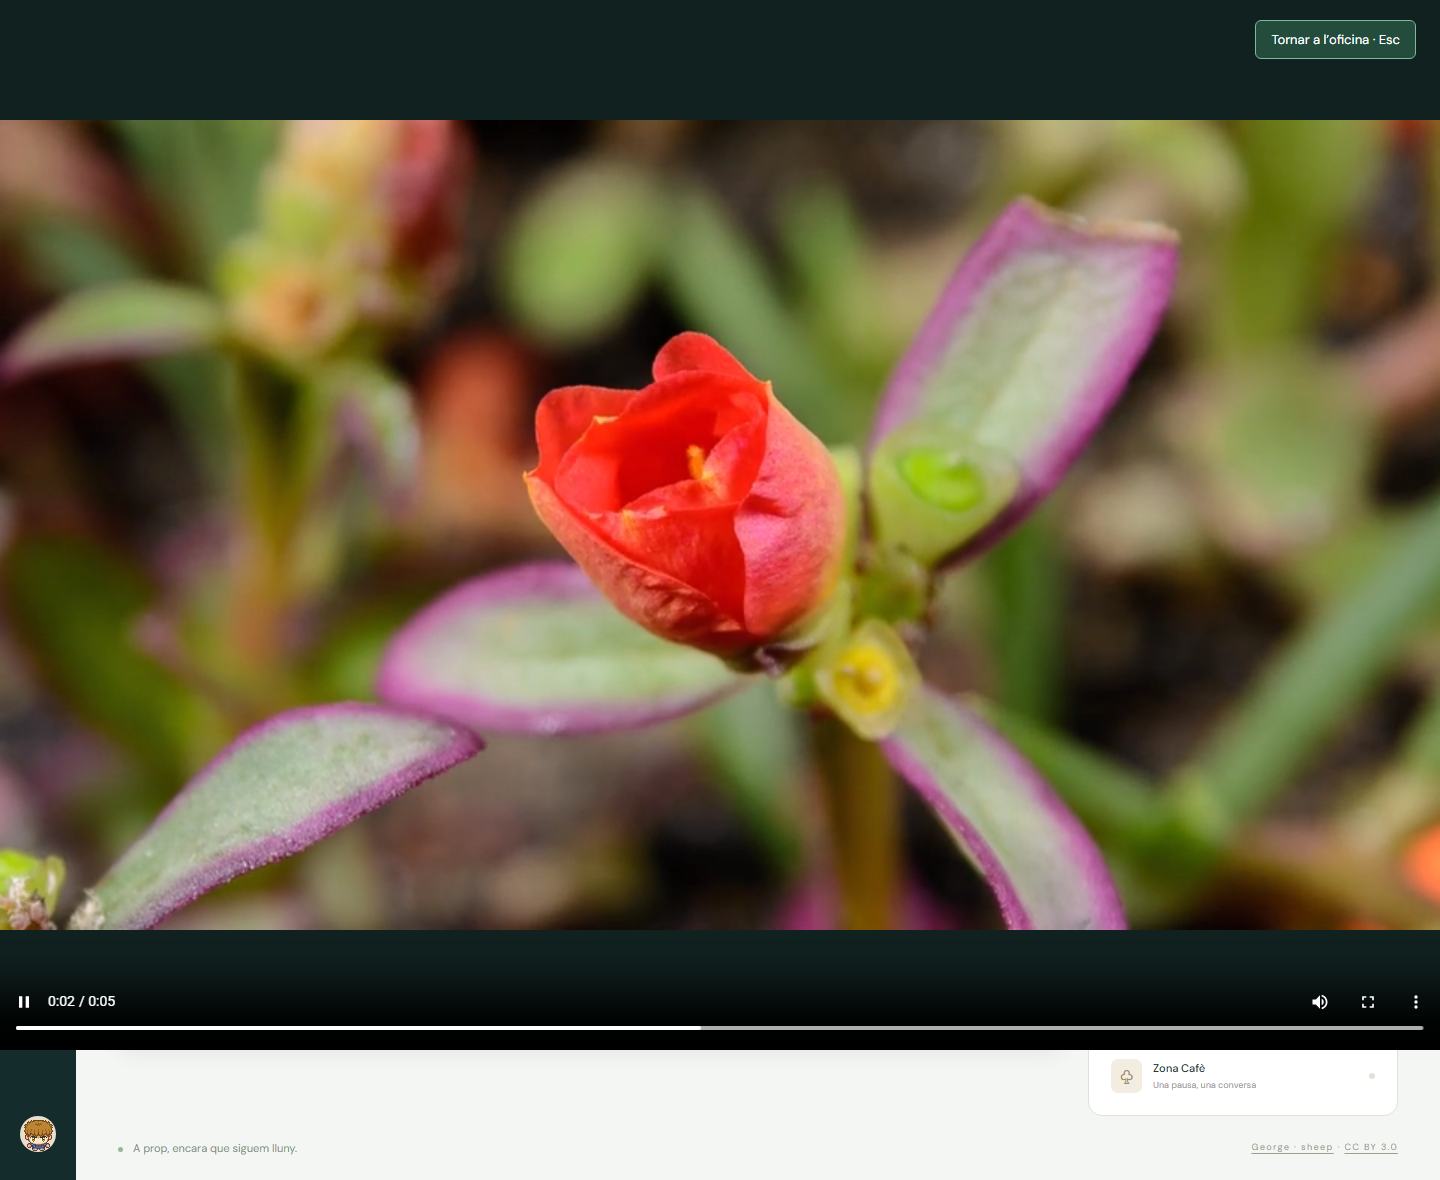 Tornar a l'oficina · Esc
0:02 / 0:05
Zona Cafè
Una pausa, una conversa
A prop, encara que siguem lluny.
George · sheep · CC BY 3.0